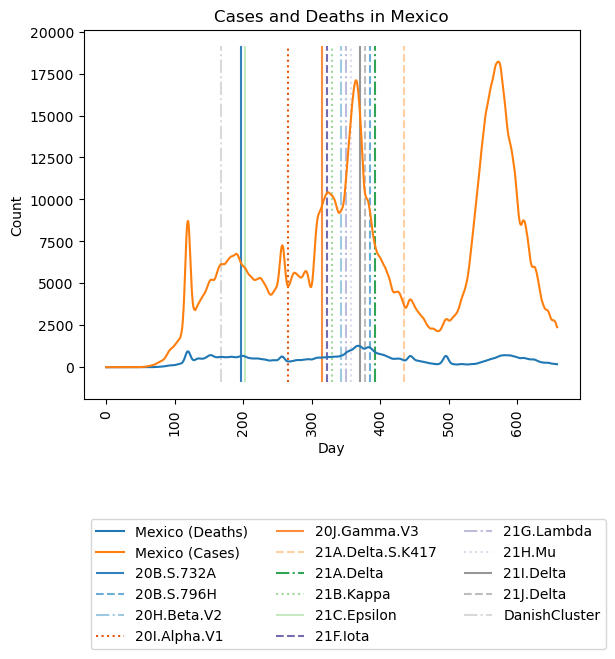 Cases and Deaths in Mexico
20000
17500
15000
12500
10000
7500
5000
2500
0
Count
0 100 200 300 400 500 600
Day
Mexico (Deaths) 20J.Gamma.V3 21G.Lambda
Mexico (Cases) 21A.Delta.S.K417 21H.Mu
20B.S.732A 21A.Delta 21I.Delta
20B.S.796H 21B.Kappa 21J.Delta
20H.Beta.V2 21C.Epsilon DanishCluster
20I.Alpha.V1 21F.Iota